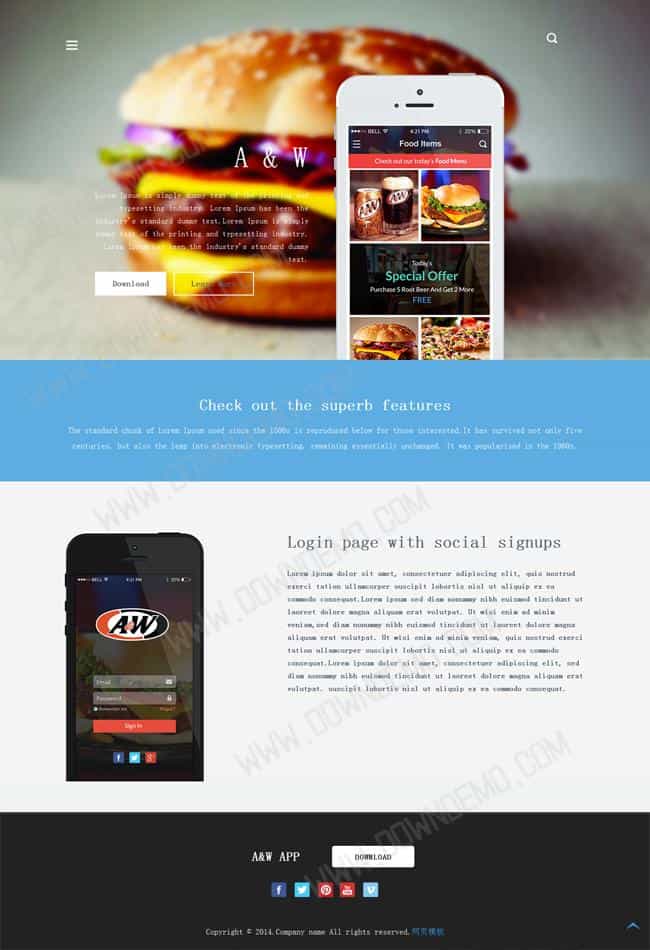 A & W
Lorem Ipsum is simply dummy text of the printing and
typesetting industry. Lorem Ipsum has been the
industry's standard dummy text.Lorem Ipsum is simply
dummy text of the printing and typesetting industry.
Lorem Ipsum has been the industry's standard dummy
text.
Download
BELL 4:21 PM 22%
Food Items
Check out our today's Food Menu
A&W
A&W
Today's
Special Offer
Purchase 5 Root Beer And Get 2 More
FREE
Check out the superb features
The standard chunk of Lorem Ipsum used since the 1500s is reproduced below for those interested.It has survived not only five
centuries, but also the leap into electronic typesetting, remaining essentially unchanged. It was popularised in the 1960s.
Login page with social signups
Lorem ipsum dolor sit amet, consectetuer adipiscing elit, quis nostrud
exerci tation ullamcorper suscipit lobortis nisl ut aliquip ex ea
commodo consequat.Lorem ipsum sed diam nonummy nibh euismod tincidunt ut
laoreet dolore magna aliquam erat volutpat. Ut wisi enim ad minim
veniam,sed diam nonummy nibh euismod tincidunt ut laoreet dolore magna
aliquam erat volutpat. Ut wisi enim ad minim veniam, quis nostrud exerci
tation ullamcorper suscipit lobortis nisl ut aliquip ex ea commodo
consequat.Lorem ipsum dolor sit amet, consectetuer adipiscing elit, sed
diam nonummy nibh euismod tincidunt ut laoreet dolore magna aliquam erat
volutpat. suscipit lobortis nisl ut aliquip ex ea commodo consequat.
BELL 4:21 PM 22%
A&W
Email
Password
Remember me
Sign In
A&W APP
DOWNLOAD
Copyright © 2014.Company name All rights reserved.网页模板
WWW.DOWNDEMO.COM
WWW.DOWNDEMO.COM
WWW.DOWNDEMO.COM
WWW.DOWNDEMO.COM